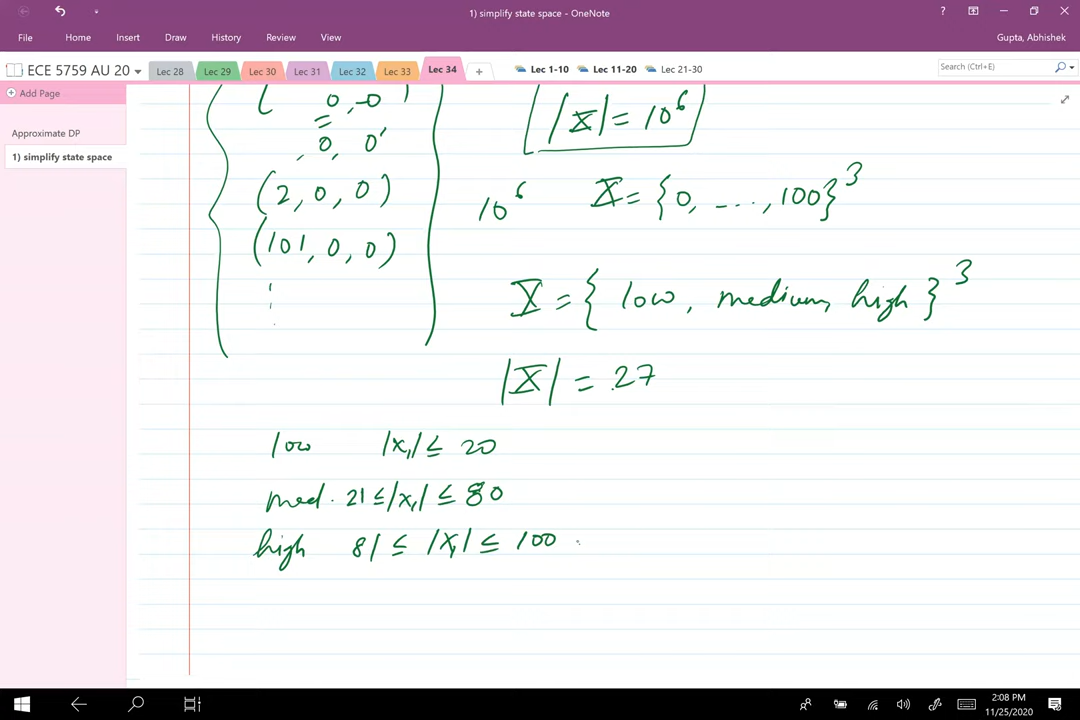 1) simplify state space - OneNote
?
File Home Insert Draw History Review View
Gupta, Abhishek
ECE 5759 AU 20
Lec 28 Lec 29 Lec 30 Lec 31 Lec 32 Lec 33 Lec 34 + Lec 1-10 Lec 11-20 Lec 21-30
Search (Ctrl+E)
+ Add Page
Approximate DP
1) simplify state space
( 0, -0 )
, 0, 0
(2, 0, 0)
(101, 0, 0)
⋮
|X| = 10^6
10^6 X = {0, ..., 100}^3
X = { low, medium, high }^3
|X| = 27
low |x₁| ≤ 20
med. 21 ≤ |x₁| ≤ 80
high 81 ≤ |x₁| ≤ 100
2:08 PM
11/25/2020